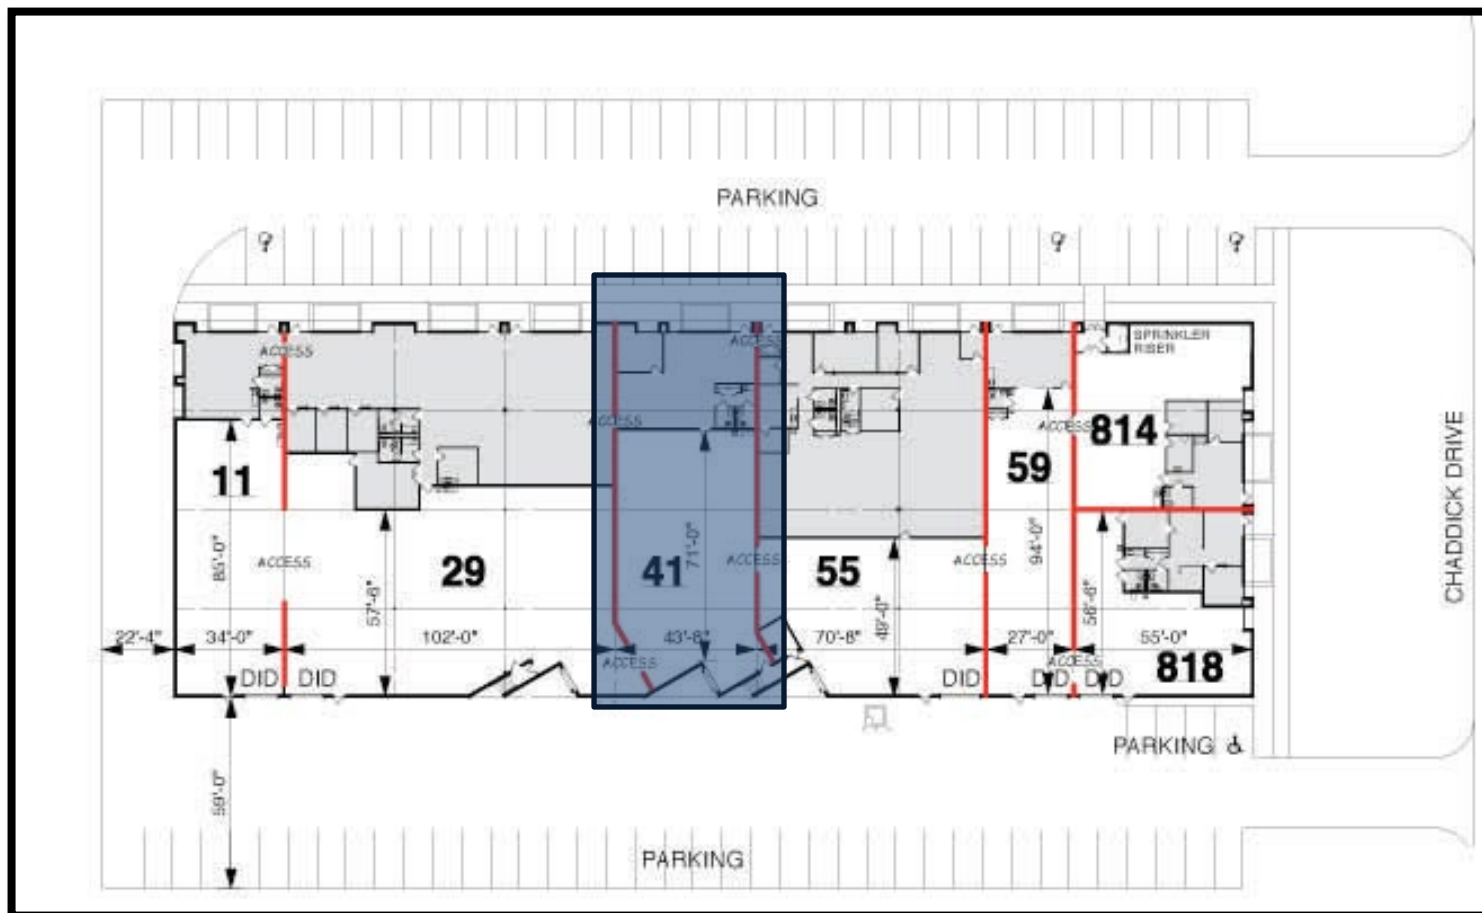 PARKING
SPRINKLER
RISER
ACCESS
ACCESS
ACCESS
ACCESS
814
59
11
CHADDICK DRIVE
85'-0"
71'-0"
94'-0"
ACCESS
29
41
ACCESS
55
ACCESS
57'-6"
49'-0"
56'-6"
22'-4"
34'-0"
102'-0"
43'-8"
70'-8"
27'-0"
55'-0"
ACCESS
ACCESS
818
DID
DID
DID
DID
DID
PARKING
59'-0"
PARKING